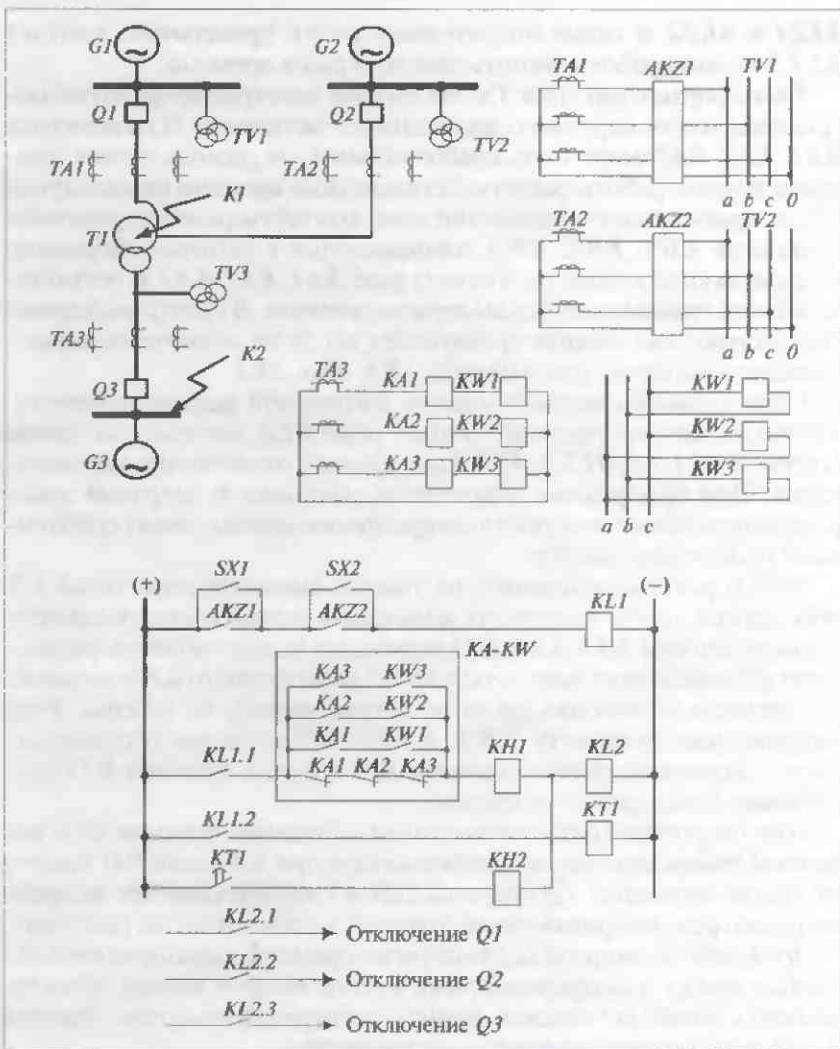 G1
G2
Q1
TV1
Q2
TV2
TA1
TA2
K1
T1
TV3
TA3
K2
Q3
G3
TA1 AKZ1 TV1
a b c 0
TA2 AKZ2 TV2
a b c 0
TA3 KA1 KW1
KA2 KW2
KA3 KW3
KW1
KW2
KW3
a b c
(+) SX1 SX2 (−)
AKZ1 AKZ2 KL1
KA-KW
KA3 KW3
KA2 KW2
KA1 KW1
KL1.1 KA1 KA2 KA3 KH1 KL2
KL1.2 KT1
KT1 KH2
KL2.1 Отключение Q1
KL2.2 Отключение Q2
KL2.3 Отключение Q3